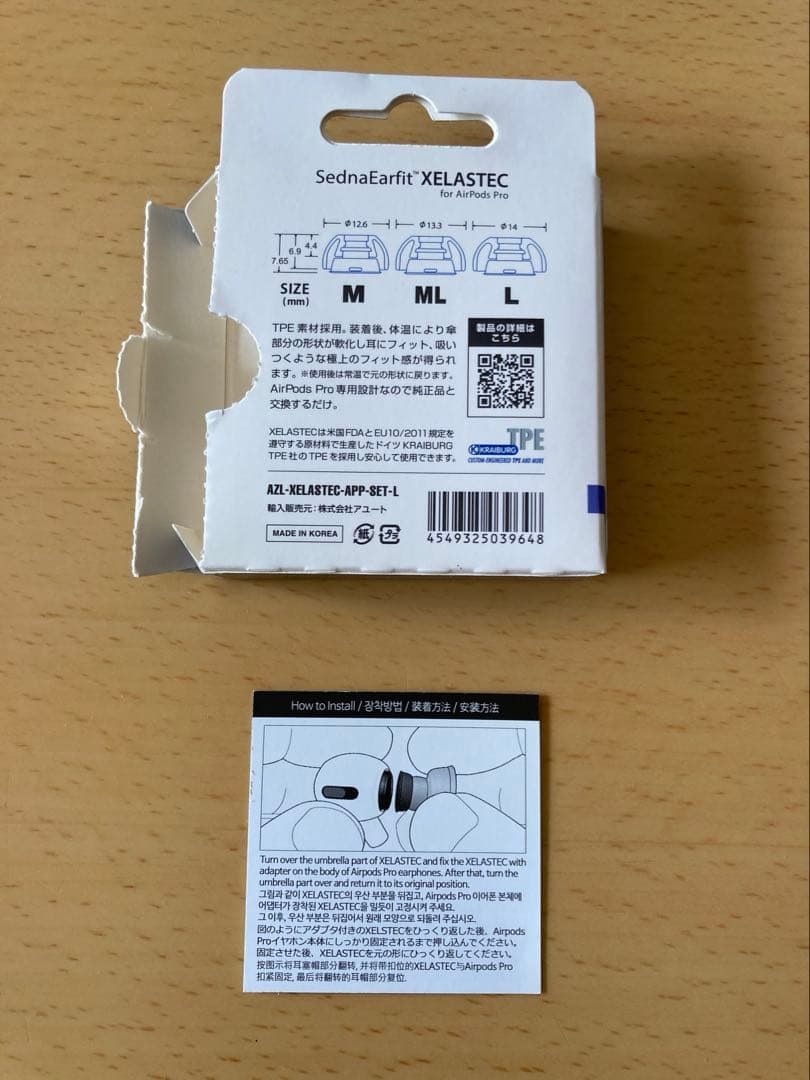 SednaEarfit™ XELASTEC
for AirPods Pro
φ12.6 φ13.3 φ14
4.4
6.9
7.65
SIZE
(mm)
M ML L
TPE 素材採用。装着後、体温により傘
部分の形状が軟化し耳にフィット、吸い
つくような極上のフィット感が得られ
ます。※使用後は常温で元の形状に戻ります。
AirPods Pro 専用設計なので純正品と
交換するだけ。
製品の詳細は
こちら
XELASTECは米国FDAとEU10/2011規定を
遵守する原材料で生産したドイツ KRAIBURG
TPE 社の TPE を採用し安心して使用できます。
TPE
KRAIBURG
CUSTOM-ENGINEERED TPE AND MORE
AZL-XELASTEC-APP-SET-L
輸入販売元：株式会社アユート
MADE IN KOREA
紙 プラ
4549325039648
How to Install / 장착방법 / 装着方法 / 安装方法
Turn over the umbrella part of XELASTEC and fix the XELASTEC with
adapter on the body of Airpods Pro earphones. After that, turn the
umbrella part over and return it to its original position.
그림과 같이 XELASTEC의 우산 부분을 뒤집고, Airpods Pro 이어폰 본체에
어댑터가 장착된 XELASTEC을 밀듯이 고정시켜 주세요.
그 이후, 우산 부분은 뒤집어서 원래 모양으로 되돌려 주십시오.
図のようにアダプタ付きのXELSTECをひっくり返した後、Airpods
Proイヤホン本体にしっかり固定されるまで押し込んでください。
固定させた後、XELASTECを元の形にひっくり返してください。
按图示将耳塞帽部分翻转, 并将带扣位的XELASTEC与Airpods Pro
扣紧固定, 最后将翻转的耳帽部分复位.